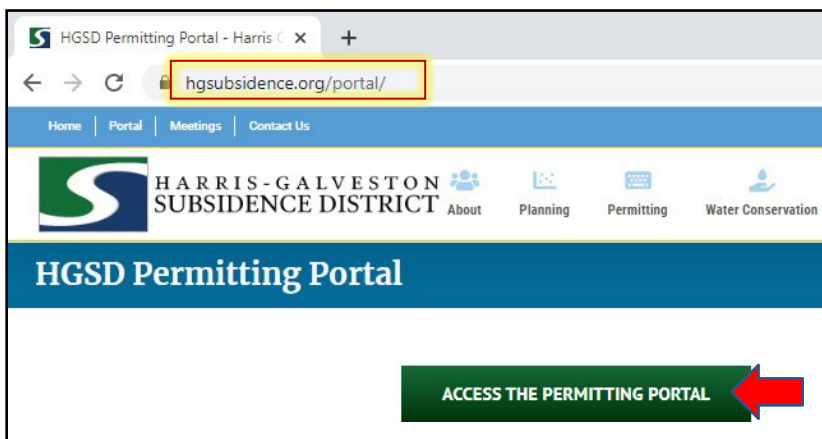 HGSD Permitting Portal - Harris
hgsubsidence.org/portal/
Home Portal Meetings Contact Us
HARRIS-GALVESTON
SUBSIDENCE DISTRICT
About Planning Permitting Water Conservation
HGSD Permitting Portal
ACCESS THE PERMITTING PORTAL